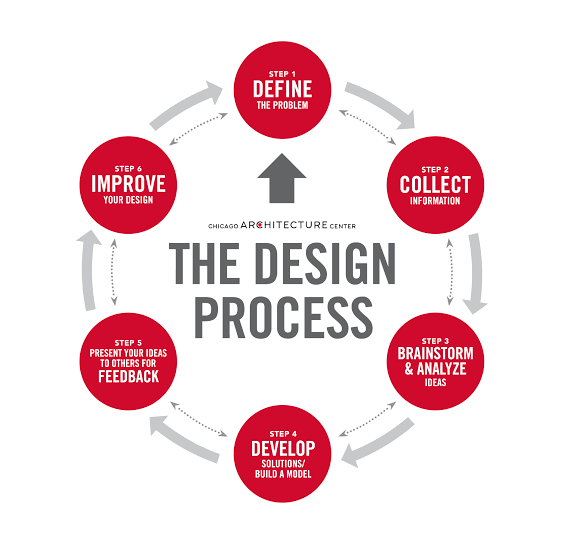 STEP 1
DEFINE
THE PROBLEM
STEP 2
COLLECT
INFORMATION
STEP 3
BRAINSTORM
& ANALYZE
IDEAS
STEP 4
DEVELOP
SOLUTIONS/
BUILD A MODEL
STEP 5
PRESENT YOUR IDEAS
TO OTHERS FOR
FEEDBACK
STEP 6
IMPROVE
YOUR DESIGN
CHICAGO ARCHITECTURE CENTER
THE DESIGN
PROCESS